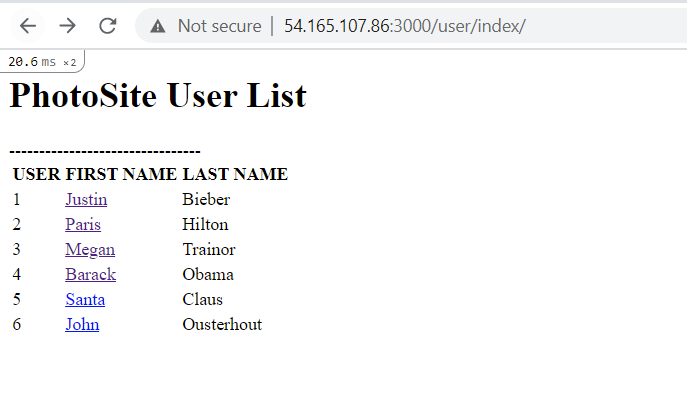 Not secure | 54.165.107.86:3000/user/index/
20.6 ms ×2
PhotoSite User List
--------------------------------
USER FIRST NAME LAST NAME
1 Justin Bieber
2 Paris Hilton
3 Megan Trainor
4 Barack Obama
5 Santa Claus
6 John Ousterhout